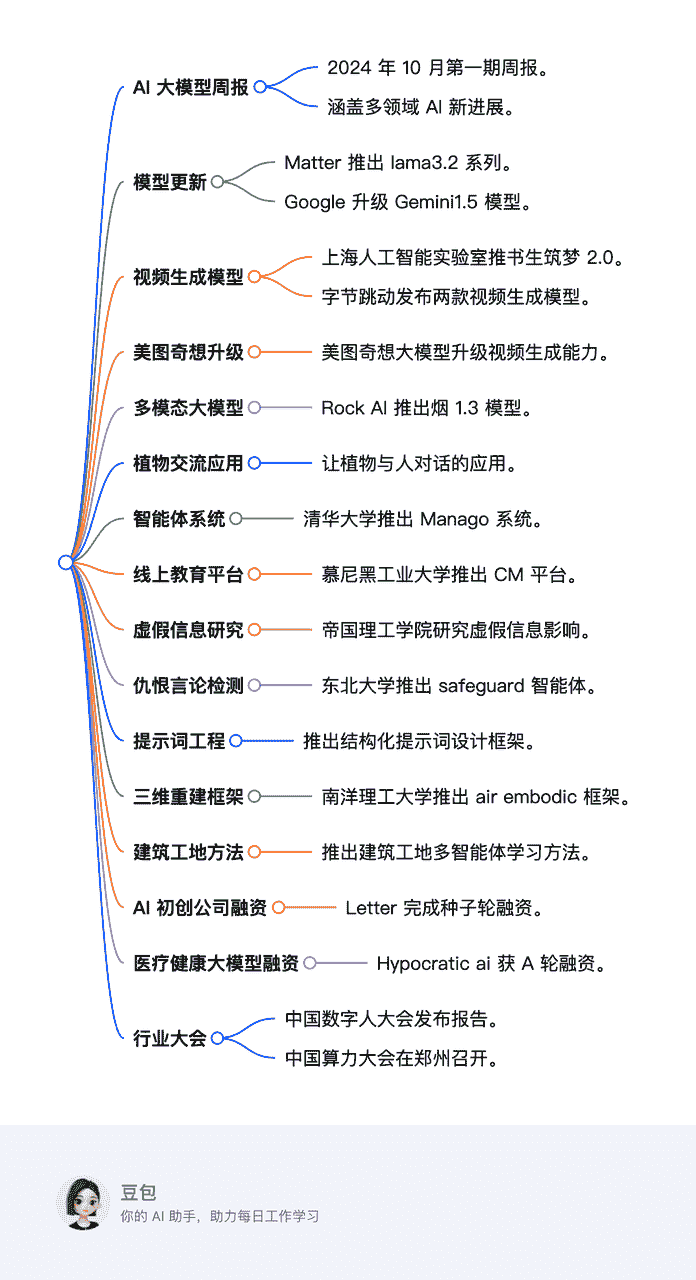 AI 大模型周报
2024 年 10 月第一期周报。
涵盖多领域 AI 新进展。
模型更新
Matter 推出 lama3.2 系列。
Google 升级 Gemini1.5 模型。
视频生成模型
上海人工智能实验室推书生筑梦 2.0。
字节跳动发布两款视频生成模型。
美图奇想升级
美图奇想大模型升级视频生成能力。
多模态大模型
Rock AI 推出烟 1.3 模型。
植物交流应用
让植物与人对话的应用。
智能体系统
清华大学推出 Manago 系统。
线上教育平台
慕尼黑工业大学推出 CM 平台。
虚假信息研究
帝国理工学院研究虚假信息影响。
仇恨言论检测
东北大学推出 safeguard 智能体。
提示词工程
推出结构化提示词设计框架。
三维重建框架
南洋理工大学推出 air embodic 框架。
建筑工地方法
推出建筑工地多智能体学习方法。
AI 初创公司融资
Letter 完成种子轮融资。
医疗健康大模型融资
Hypocratic ai 获 A 轮融资。
行业大会
中国数字人大会发布报告。
中国算力大会在郑州召开。
豆包
你的 AI 助手，助力每日工作学习